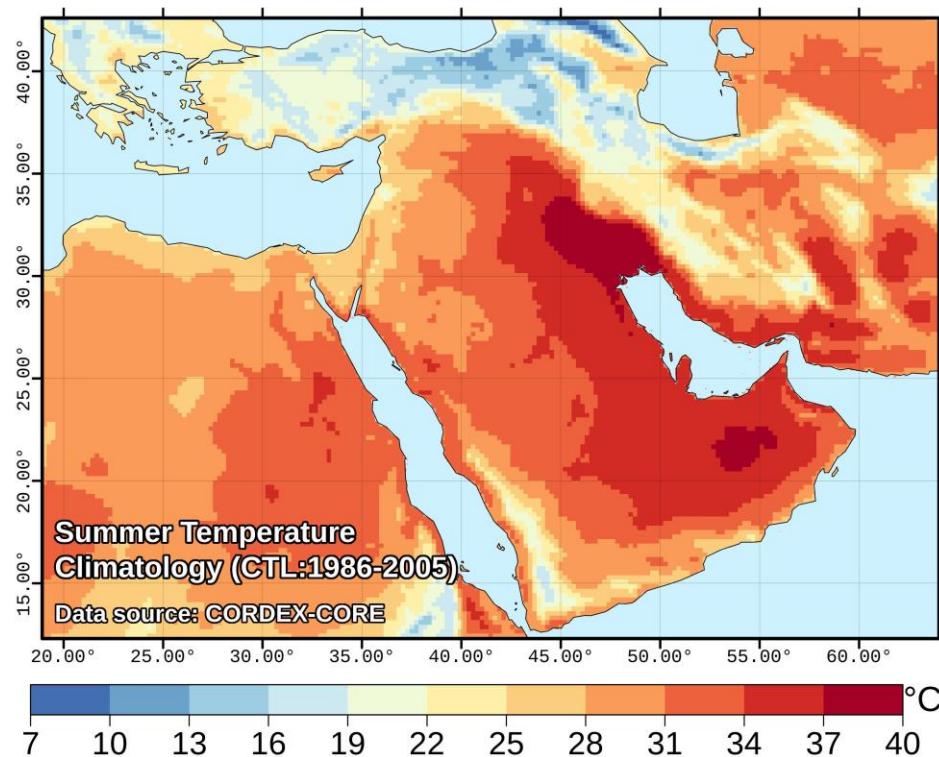 40.00°
35.00°
30.00°
25.00°
20.00°
15.00°
Summer Temperature
Climatology (CTL:1986-2005)
Data source: CORDEX-CORE
20.00° 25.00° 30.00° 35.00° 40.00° 45.00° 50.00° 55.00° 60.00°
°C
7 10 13 16 19 22 25 28 31 34 37 40